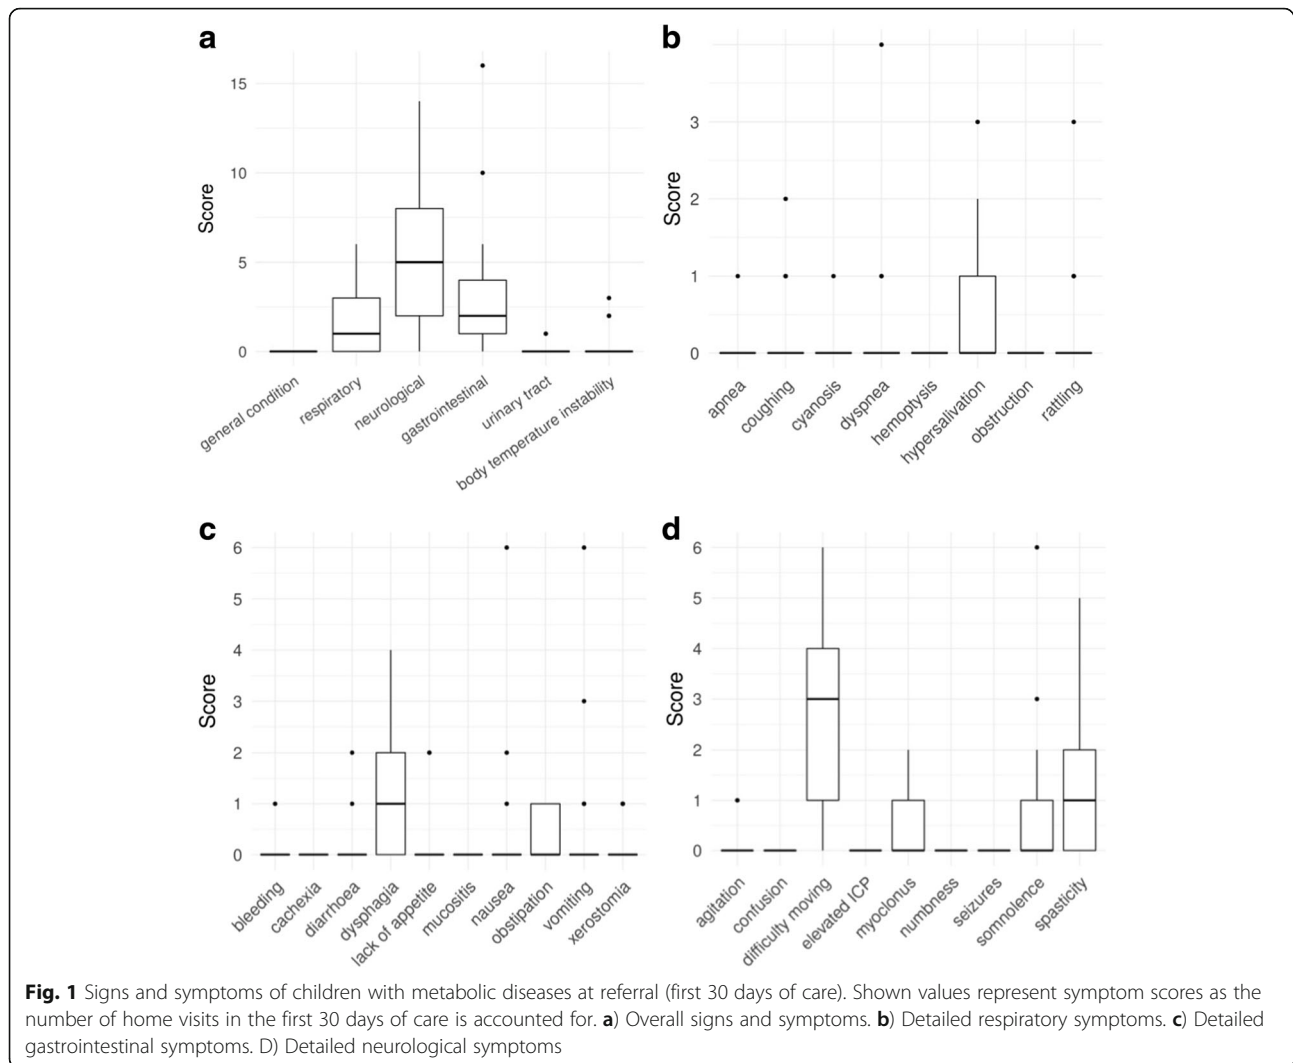 a
Score
15
10
5
0
general condition
respiratory
neurological
gastrointestinal
urinary tract
body temperature instability
b
Score
3
2
1
0
apnea
coughing
cyanosis
dyspnea
hemoptysis
hypersalivation
obstruction
rattling
c
Score
6
5
4
3
2
1
0
bleeding
cachexia
diarrhoea
dysphagia
lack of appetite
mucositis
nausea
obstipation
vomiting
xerostomia
d
Score
6
5
4
3
2
1
0
agitation
confusion
difficulty moving
elevated ICP
myoclonus
numbness
seizures
somnolence
spasticity
Fig. 1 Signs and symptoms of children with metabolic diseases at referral (first 30 days of care). Shown values represent symptom scores as the
number of home visits in the first 30 days of care is accounted for. a) Overall signs and symptoms. b) Detailed respiratory symptoms. c) Detailed
gastrointestinal symptoms. D) Detailed neurological symptoms